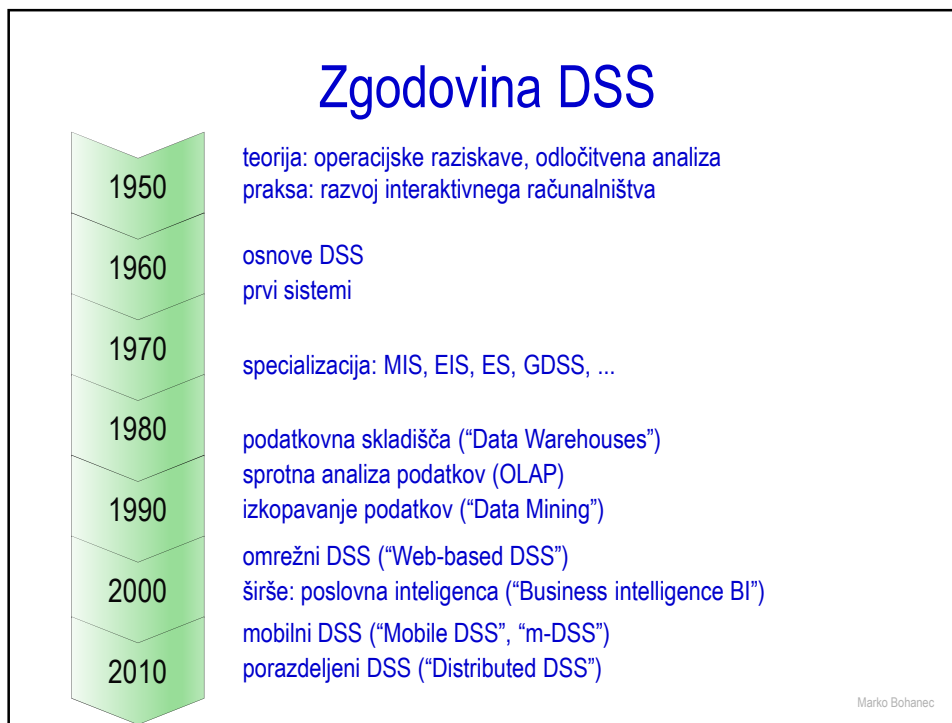 Zgodovina DSS
1950
teorija: operacijske raziskave, odločitvena analiza
praksa: razvoj interaktivnega računalništva
1960
osnove DSS
prvi sistemi
1970
specializacija: MIS, EIS, ES, GDSS, ...
1980
podatkovna skladišča (“Data Warehouses”)
sprotna analiza podatkov (OLAP)
1990
izkopavanje podatkov (“Data Mining”)
omrežni DSS (“Web-based DSS”)
2000
širše: poslovna inteligenca (“Business intelligence BI”)
mobilni DSS (“Mobile DSS”, “m-DSS”)
2010
porazdeljeni DSS (“Distributed DSS”)
Marko Bohanec